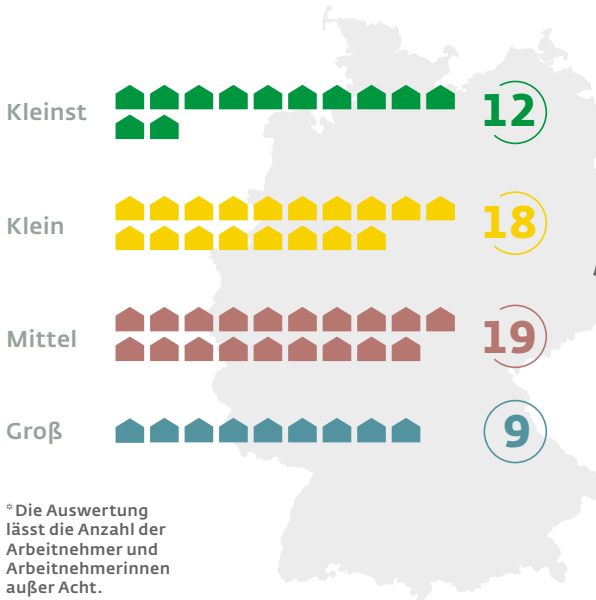 Kleinst 12
Klein 18
Mittel 19
Groß 9
*Die Auswertung
lässt die Anzahl der
Arbeitnehmer und
Arbeitnehmerinnen
außer Acht.